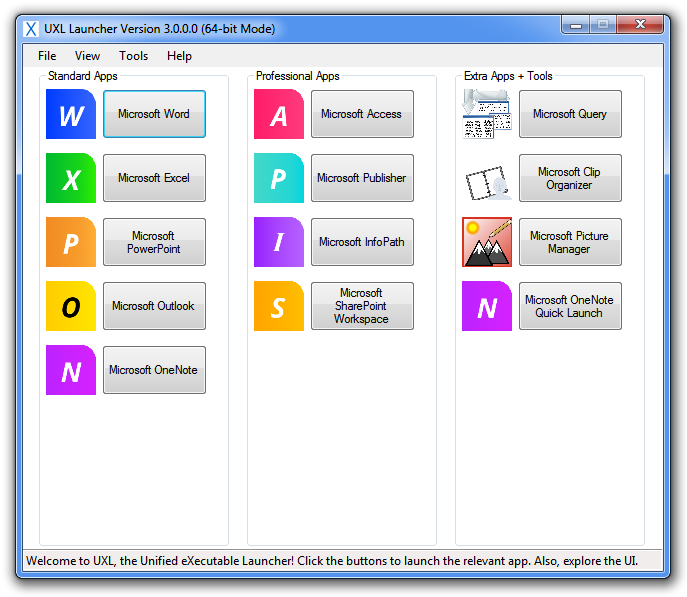 UXL Launcher Version 3.0.0.0 (64-bit Mode)
File View Tools Help
Standard Apps
W Microsoft Word
X Microsoft Excel
P Microsoft
PowerPoint
O Microsoft Outlook
N Microsoft OneNote
Professional Apps
A Microsoft Access
P Microsoft Publisher
I Microsoft InfoPath
S Microsoft
SharePoint
Workspace
Extra Apps + Tools
Microsoft Query
Microsoft Clip
Organizer
Microsoft Picture
Manager
N Microsoft OneNote
Quick Launch
Welcome to UXL, the Unified eXecutable Launcher! Click the buttons to launch the relevant app. Also, explore the UI.